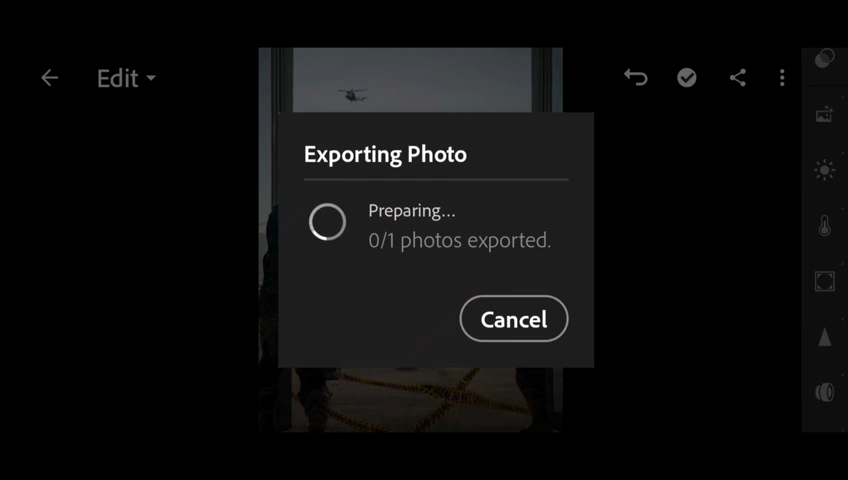 Edit
Exporting Photo
Preparing...
0/1 photos exported.
Cancel